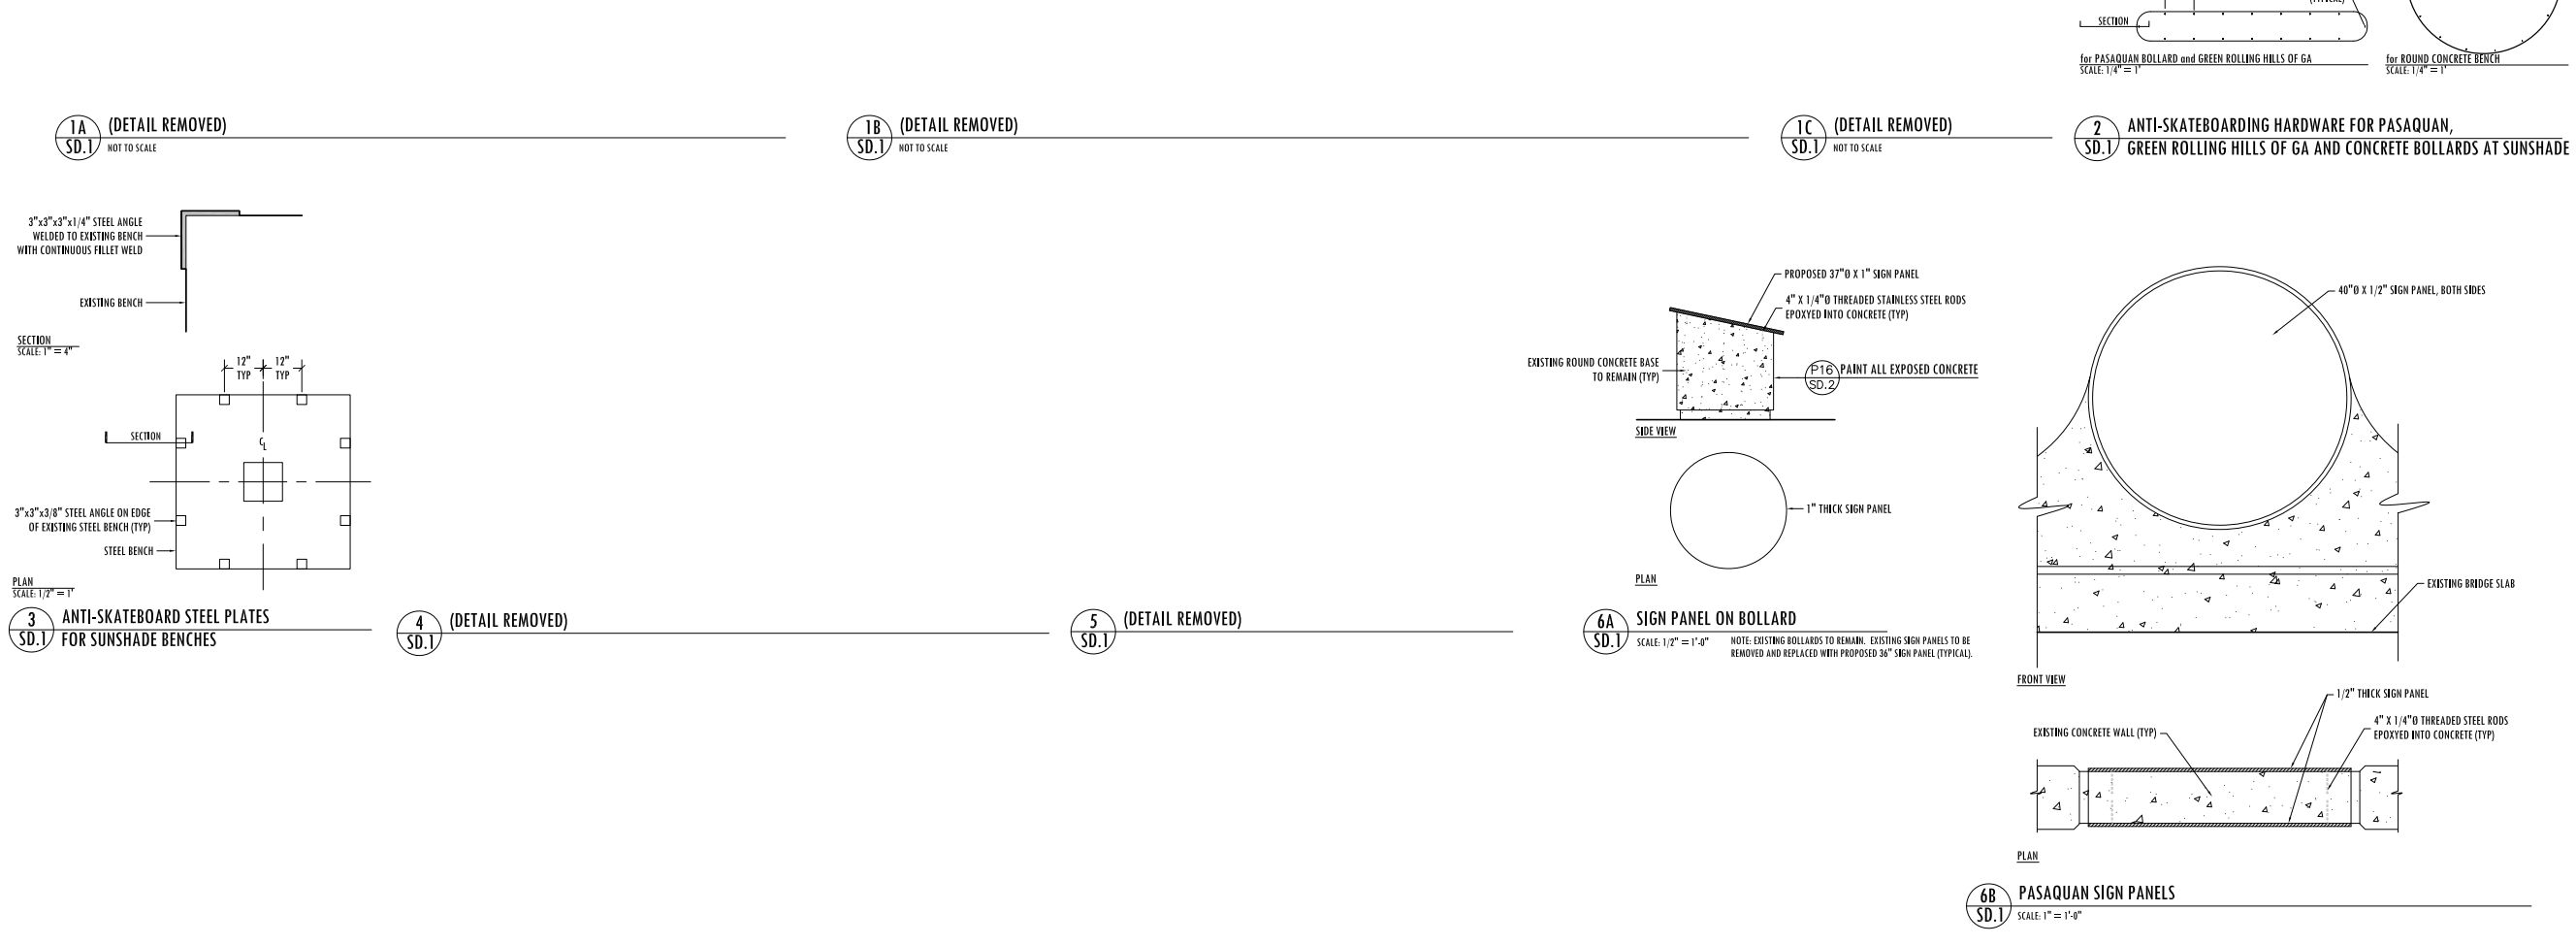 (TYPICAL)
SECTION
for PASAQUAN BOLLARD and GREEN ROLLING HILLS OF GA
SCALE: 1/4" = 1'
for ROUND CONCRETE BENCH
SCALE: 1/4" = 1'
1A
SD.1
(DETAIL REMOVED)
NOT TO SCALE
1B
SD.1
(DETAIL REMOVED)
NOT TO SCALE
1C
SD.1
(DETAIL REMOVED)
NOT TO SCALE
2
SD.1
ANTI-SKATEBOARDING HARDWARE FOR PASAQUAN,
GREEN ROLLING HILLS OF GA AND CONCRETE BOLLARDS AT SUNSHADE
3"x3"x3"x1/4" STEEL ANGLE
WELDED TO EXISTING BENCH
WITH CONTINUOUS FILLET WELD
EXISTING BENCH
SECTION
SCALE: 1" = 4"
12"
TYP
12"
TYP
SECTION
CL
3"x3"x3/8" STEEL ANGLE ON EDGE
OF EXISTING STEEL BENCH (TYP)
STEEL BENCH
PLAN
SCALE: 1/2" = 1'
3
SD.1
ANTI-SKATEBOARD STEEL PLATES
FOR SUNSHADE BENCHES
4
SD.1
(DETAIL REMOVED)
5
SD.1
(DETAIL REMOVED)
PROPOSED 37"Ø X 1" SIGN PANEL
4" X 1/4"Ø THREADED STAINLESS STEEL RODS
EPOXYED INTO CONCRETE (TYP)
EXISTING ROUND CONCRETE BASE
TO REMAIN (TYP)
P16
SD.2
PAINT ALL EXPOSED CONCRETE
SIDE VIEW
1" THICK SIGN PANEL
PLAN
6A
SD.1
SIGN PANEL ON BOLLARD
SCALE: 1/2" = 1'-0"
NOTE: EXISTING BOLLARDS TO REMAIN. EXISTING SIGN PANELS TO BE
REMOVED AND REPLACED WITH PROPOSED 36" SIGN PANEL (TYPICAL).
40"Ø X 1/2" SIGN PANEL, BOTH SIDES
EXISTING BRIDGE SLAB
FRONT VIEW
1/2" THICK SIGN PANEL
4" X 1/4"Ø THREADED STEEL RODS
EPOXYED INTO CONCRETE (TYP)
EXISTING CONCRETE WALL (TYP)
PLAN
6B
SD.1
PASAQUAN SIGN PANELS
SCALE: 1" = 1'-0"